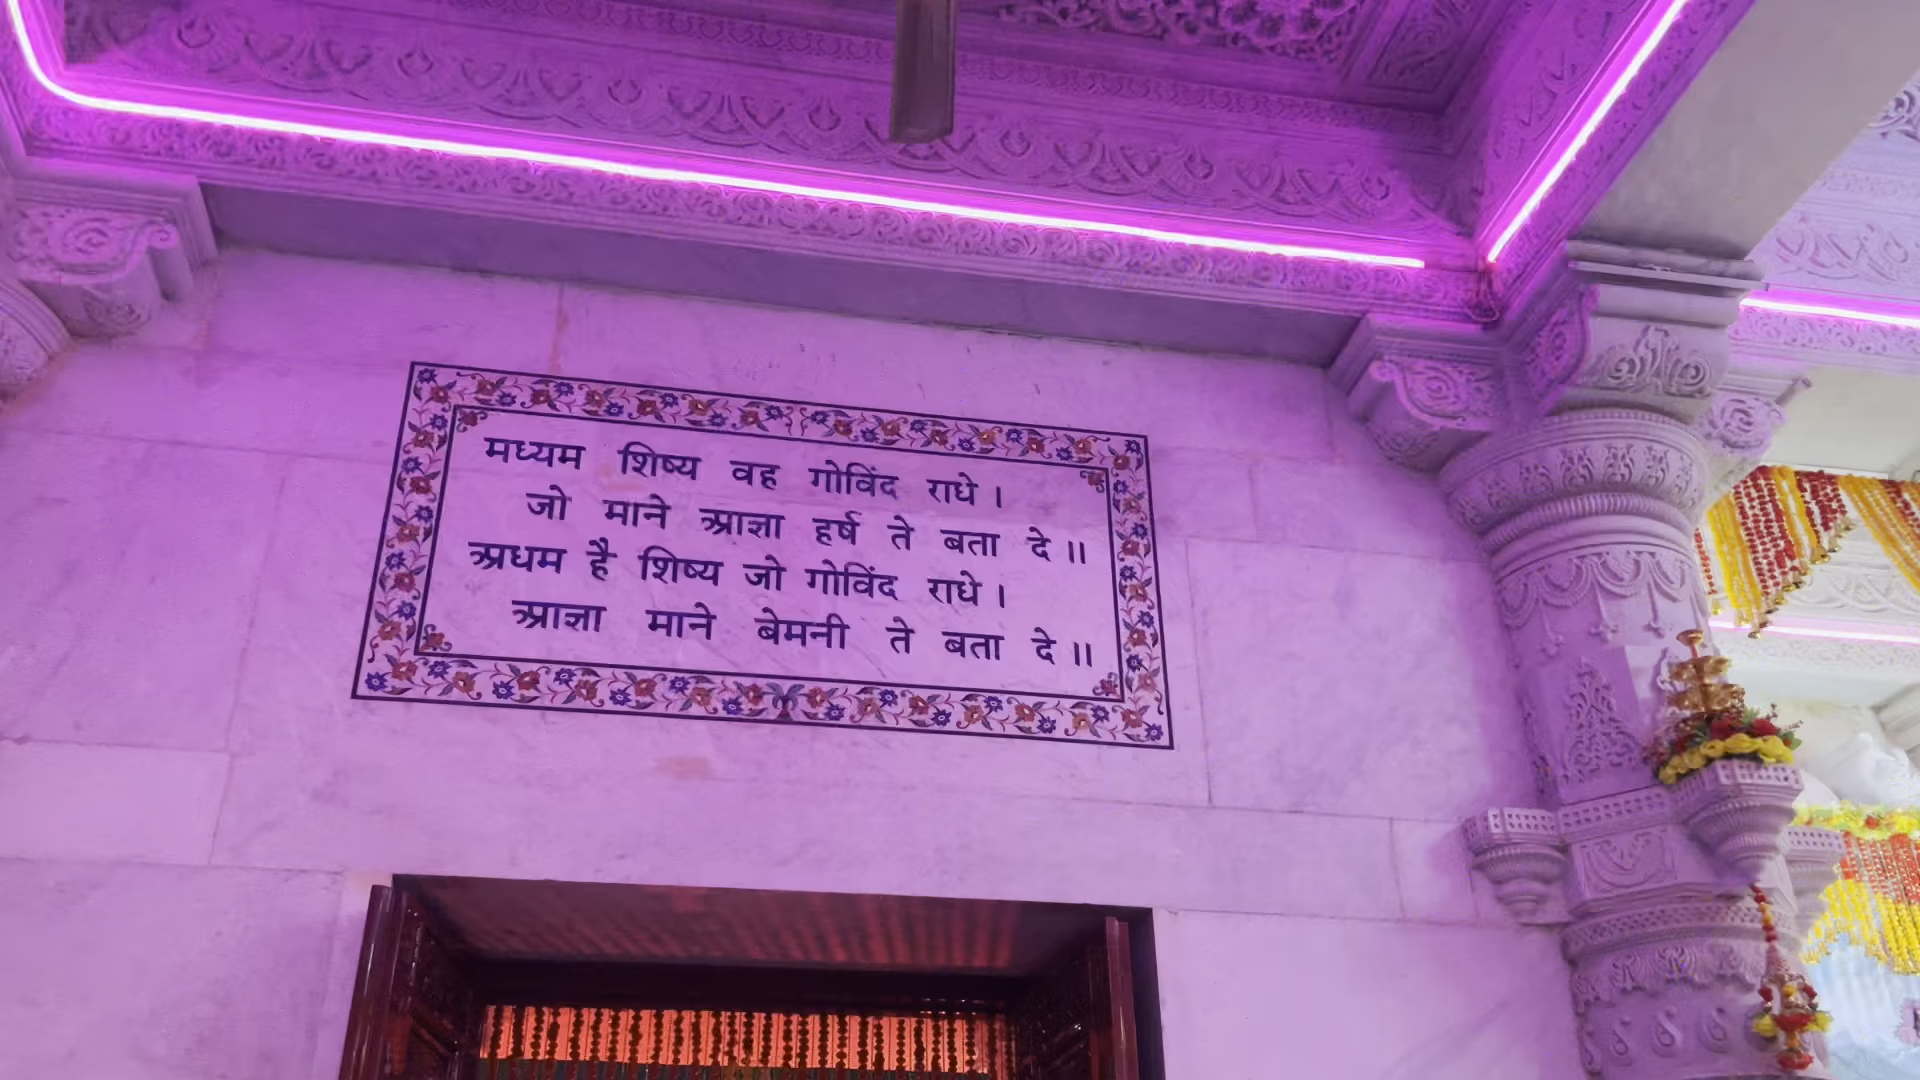 मध्यम शिष्य वह गोविंद राधे ।
जो माने आज्ञा हर्ष ते बता दे ॥
अधम है शिष्य जो गोविंद राधे ।
आज्ञा माने बेमनी ते बता दे ॥